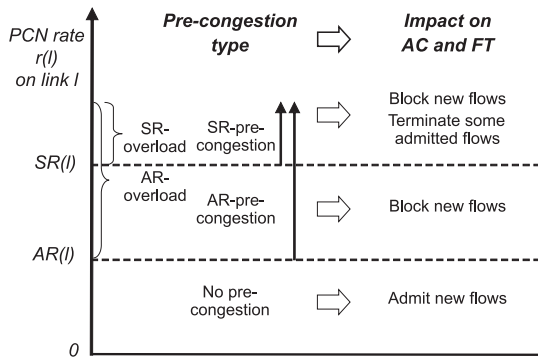 PCN rate
r(l)
on link l
Pre-congestion
type
Impact on
AC and FT
SR-
overload
SR-pre-
congestion
Block new flows
Terminate some
admitted flows
SR(l)
AR-
overload
AR-pre-
congestion
Block new flows
AR(l)
No pre-
congestion
Admit new flows
0